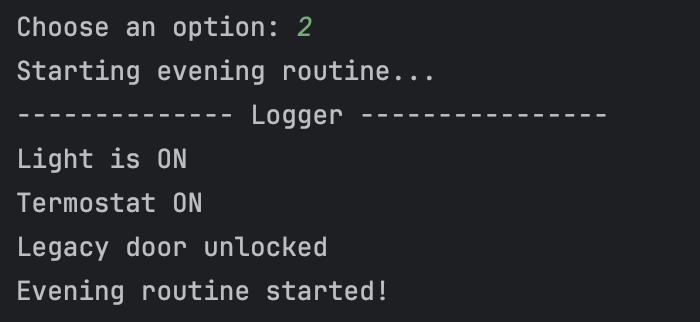 Choose an option: 2
Starting evening routine...
-------------- Logger ----------------
Light is ON
Termostat ON
Legacy door unlocked
Evening routine started!